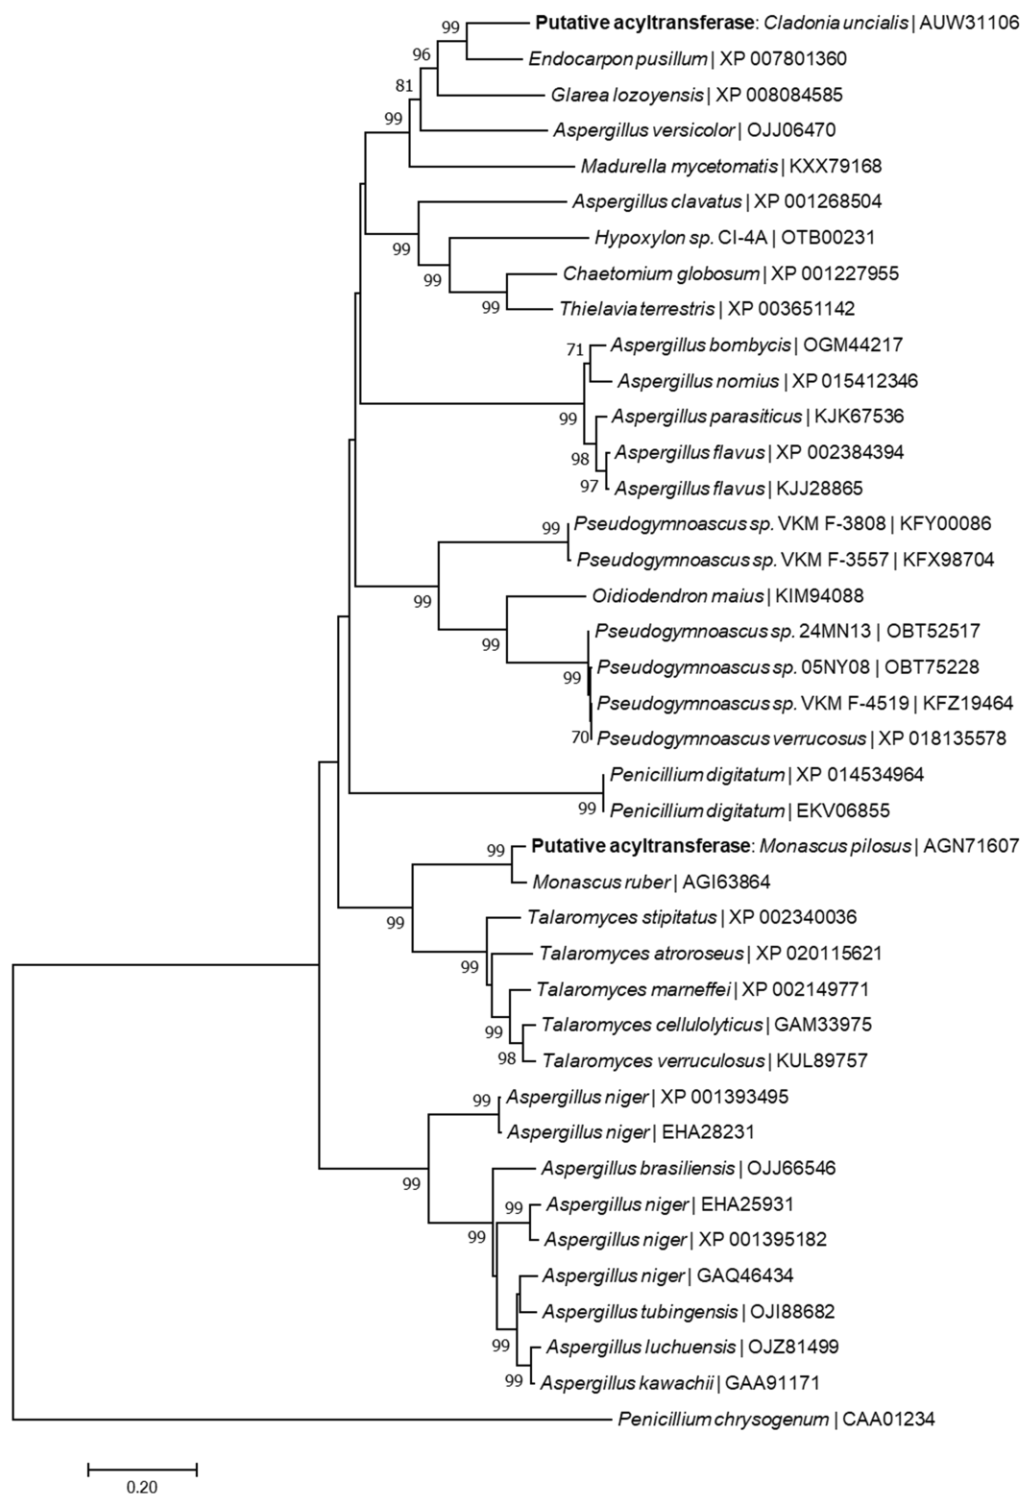 99 Putative acyltransferase: Cladonia uncialis | AUW31106
96 Endocarpon pusillum | XP 007801360
81 Glarea lozoyensis | XP 008084585
99 Aspergillus versicolor | OJJ06470
Madurella mycetomatis | KXX79168
Aspergillus clavatus | XP 001268504
99 Hypoxylon sp. CI-4A | OTB00231
99 Chaetomium globosum | XP 001227955
99 Thielavia terrestris | XP 003651142
71 Aspergillus bombycis | OGM44217
Aspergillus nomius | XP 015412346
99 Aspergillus parasiticus | KJK67536
98 Aspergillus flavus | XP 002384394
97 Aspergillus flavus | KJJ28865
99 Pseudogymnoascus sp. VKM F-3808 | KFY00086
Pseudogymnoascus sp. VKM F-3557 | KFX98704
99 Oidiodendron maius | KIM94088
99 Pseudogymnoascus sp. 24MN13 | OBT52517
99 Pseudogymnoascus sp. 05NY08 | OBT75228
Pseudogymnoascus sp. VKM F-4519 | KFZ19464
70 Pseudogymnoascus verrucosus | XP 018135578
Penicillium digitatum | XP 014534964
99 Penicillium digitatum | EKV06855
99 Putative acyltransferase: Monascus pilosus | AGN71607
Monascus ruber | AGI63864
99 Talaromyces stipitatus | XP 002340036
99 Talaromyces atroroseus | XP 020115621
Talaromyces marneffei | XP 002149771
99 Talaromyces cellulolyticus | GAM33975
98 Talaromyces verruculosus | KUL89757
99 Aspergillus niger | XP 001393495
Aspergillus niger | EHA28231
99 Aspergillus brasiliensis | OJJ66546
99 Aspergillus niger | EHA25931
99 Aspergillus niger | XP 001395182
Aspergillus niger | GAQ46434
Aspergillus tubingensis | OJI88682
99 Aspergillus luchuensis | OJZ81499
99 Aspergillus kawachii | GAA91171
Penicillium chrysogenum | CAA01234
0.20